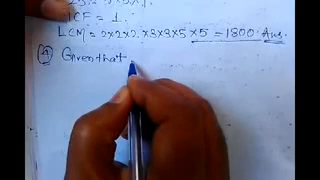 HCF = 1.
LCM = 2×2×2×3×3×5×5 = 1800 Ans.
(4) Given that